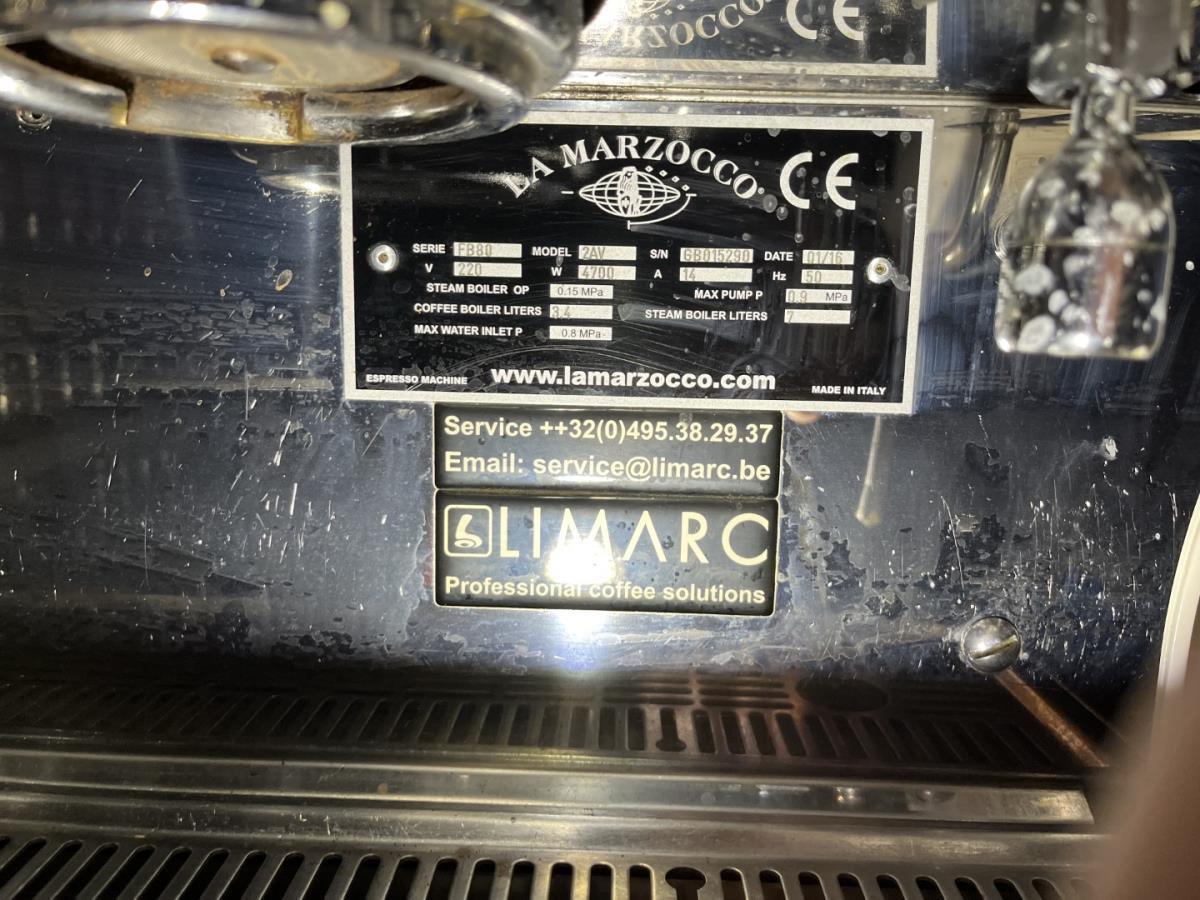 LA MARZOCCO CE
SERIE FB80 MODEL 2AV S/N GB015290 DATE 01/16
V 220 W 4700 A 14 Hz 50
STEAM BOILER OP 0.15 MPa MAX PUMP P 0.9 MPa
COFFEE BOILER LITERS 3.4 STEAM BOILER LITERS 7
MAX WATER INLET P 0.8 MPa
ESPRESSO MACHINE www.lamarzocco.com MADE IN ITALY
Service ++32(0)495.38.29.37
Email: service@limarc.be
LIMARC
Professional coffee solutions